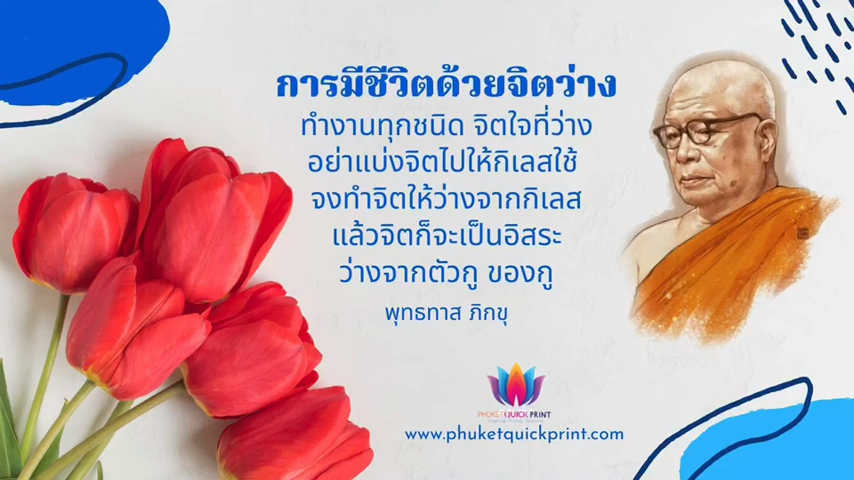 การมีชีวิตด้วยจิตว่าง
ทำงานทุกชนิด จิตใจที่ว่าง
อย่าแบ่งจิตไปให้กิเลสใช้
จงทำจิตให้ว่างจากกิเลส
แล้วจิตก็จะเป็นอิสระ
ว่างจากตัวกู ของกู
พุทธทาส ภิกขุ
PHUKET QUICK PRINT
www.phuketquickprint.com